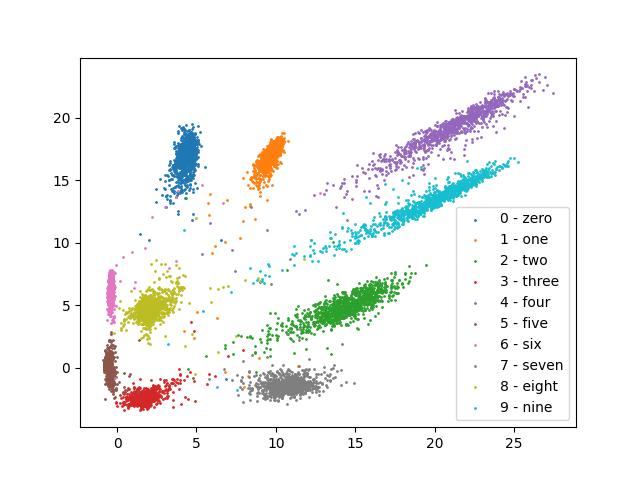 20
15
10
5
0
0 5 10 15 20 25
0 - zero
1 - one
2 - two
3 - three
4 - four
5 - five
6 - six
7 - seven
8 - eight
9 - nine